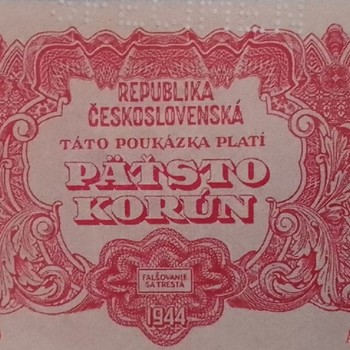 REPUBLIKA
ČESKOSLOVENSKÁ
TÁTO POUKÁZKA PLATÍ
PÄŤSTO
KORÚN
FALŠOVANIE
SA TRESTÁ
1944